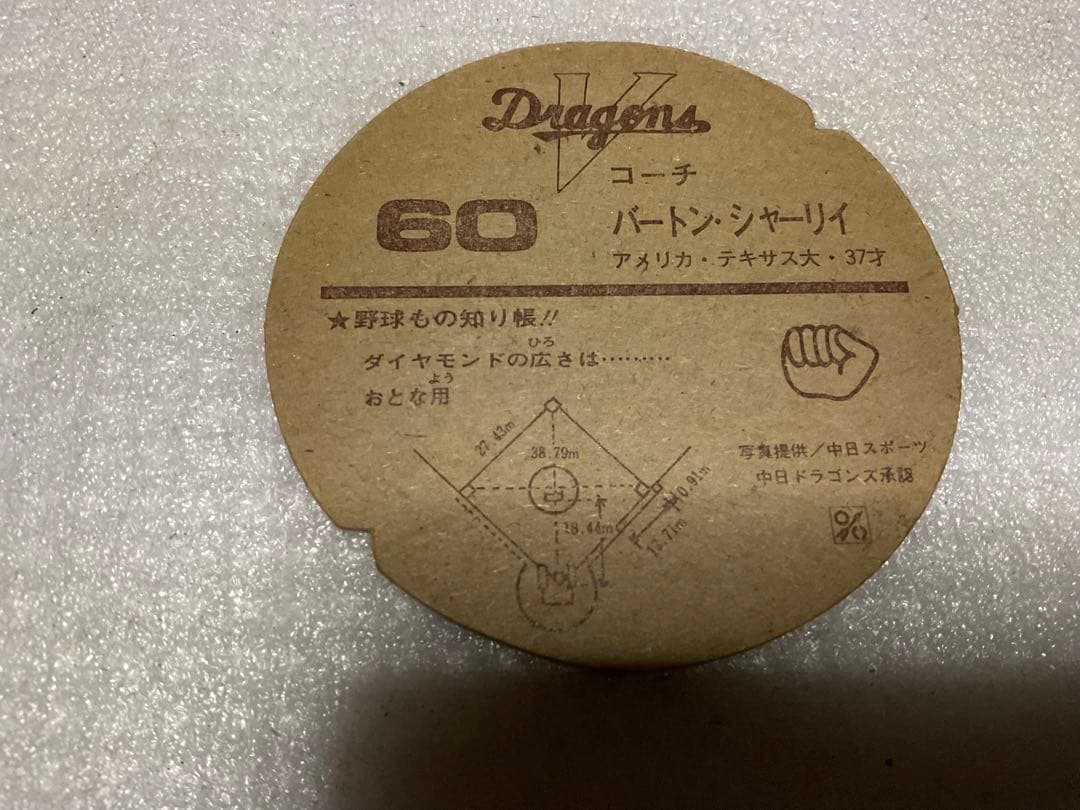 Dragons
V
コーチ
60
バートン・シャーリイ
アメリカ・テキサス大・37才
★野球もの知り帳!!
ひろ
ダイヤモンドの広さは………
よう
おとな用
27.43m
38.79m
0.91m
18.44m
13.71m
写真提供/中日スポーツ
中日ドラゴンズ承認